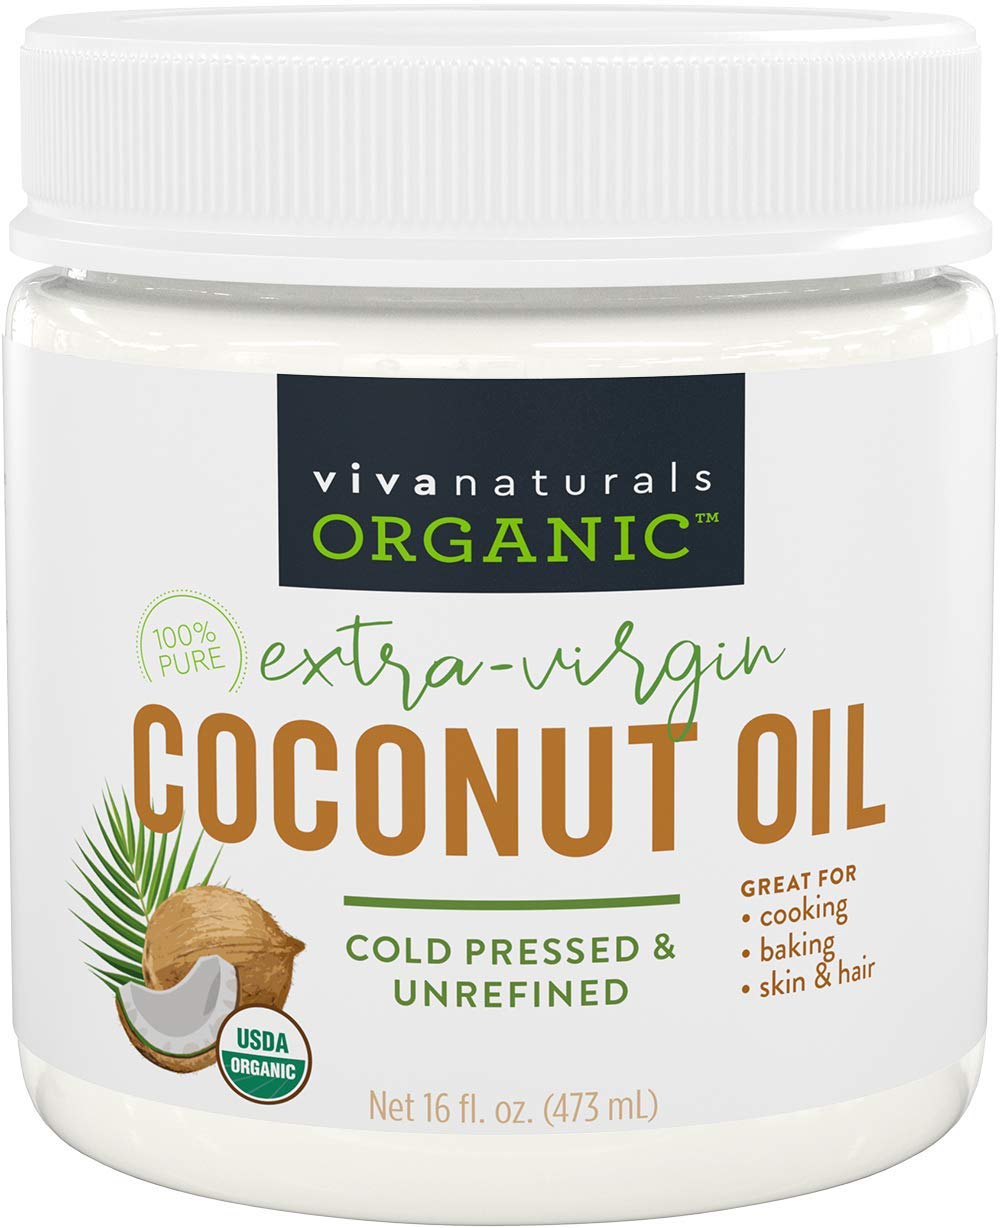 vivanaturals
ORGANIC™
100%
PURE
extra-virgin
COCONUT OIL
COLD PRESSED &
UNREFINED
GREAT FOR
• cooking
• baking
• skin & hair
USDA
ORGANIC
Net 16 fl. oz. (473 mL)